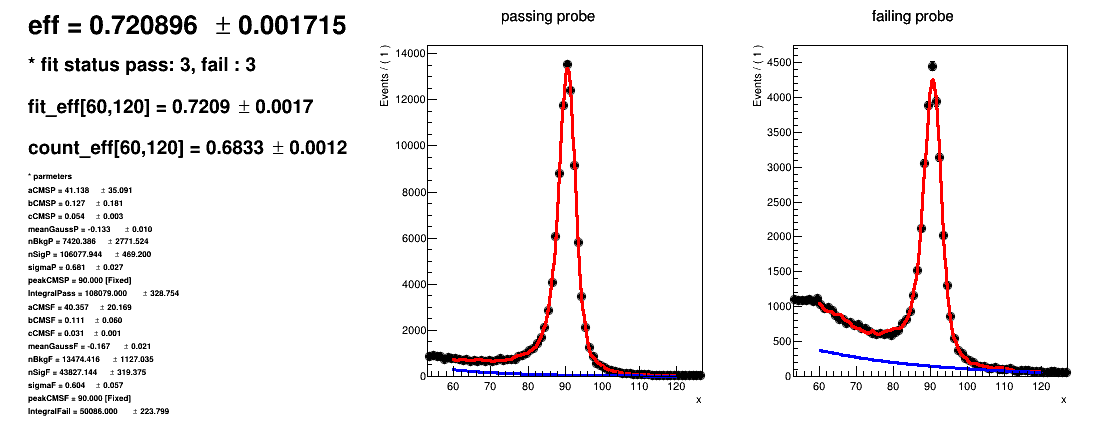 eff = 0.720896 ± 0.001715
* fit status pass: 3, fail : 3
fit_eff[60,120] = 0.7209 ± 0.0017
count_eff[60,120] = 0.6833 ± 0.0012
* parmeters
aCMSP = 41.138 ± 35.091
bCMSP = 0.127 ± 0.181
cCMSP = 0.054 ± 0.003
meanGaussP = -0.133 ± 0.010
nBkgP = 7420.386 ± 2771.524
nSigP = 106077.944 ± 469.200
sigmaP = 0.681 ± 0.027
peakCMSP = 90.000 [Fixed]
IntegralPass = 108079.000 ± 328.754
aCMSF = 40.357 ± 20.169
bCMSF = 0.111 ± 0.060
cCMSF = 0.031 ± 0.001
meanGaussF = -0.167 ± 0.021
nBkgF = 13474.416 ± 1127.035
nSigF = 43827.144 ± 319.375
sigmaF = 0.604 ± 0.057
peakCMSF = 90.000 [Fixed]
IntegralFail = 50086.000 ± 223.799
passing probe
Events / ( 1 )
14000
12000
10000
8000
6000
4000
2000
0
60 70 80 90 100 110 120
x
failing probe
Events / ( 1 )
4500
4000
3500
3000
2500
2000
1500
1000
500
0
60 70 80 90 100 110 120
x